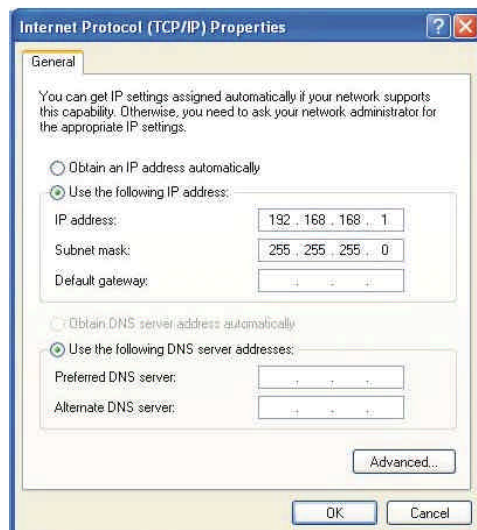 Internet Protocol (TCP/IP) Properties
General
You can get IP settings assigned automatically if your network supports
this capability. Otherwise, you need to ask your network administrator for
the appropriate IP settings.
Obtain an IP address automatically
Use the following IP address:
IP address: 192 . 168 . 168 . 1
Subnet mask: 255 . 255 . 255 . 0
Default gateway: . . .
Obtain DNS server address automatically
Use the following DNS server addresses:
Preferred DNS server: . . .
Alternate DNS server: . . .
Advanced...
OK Cancel